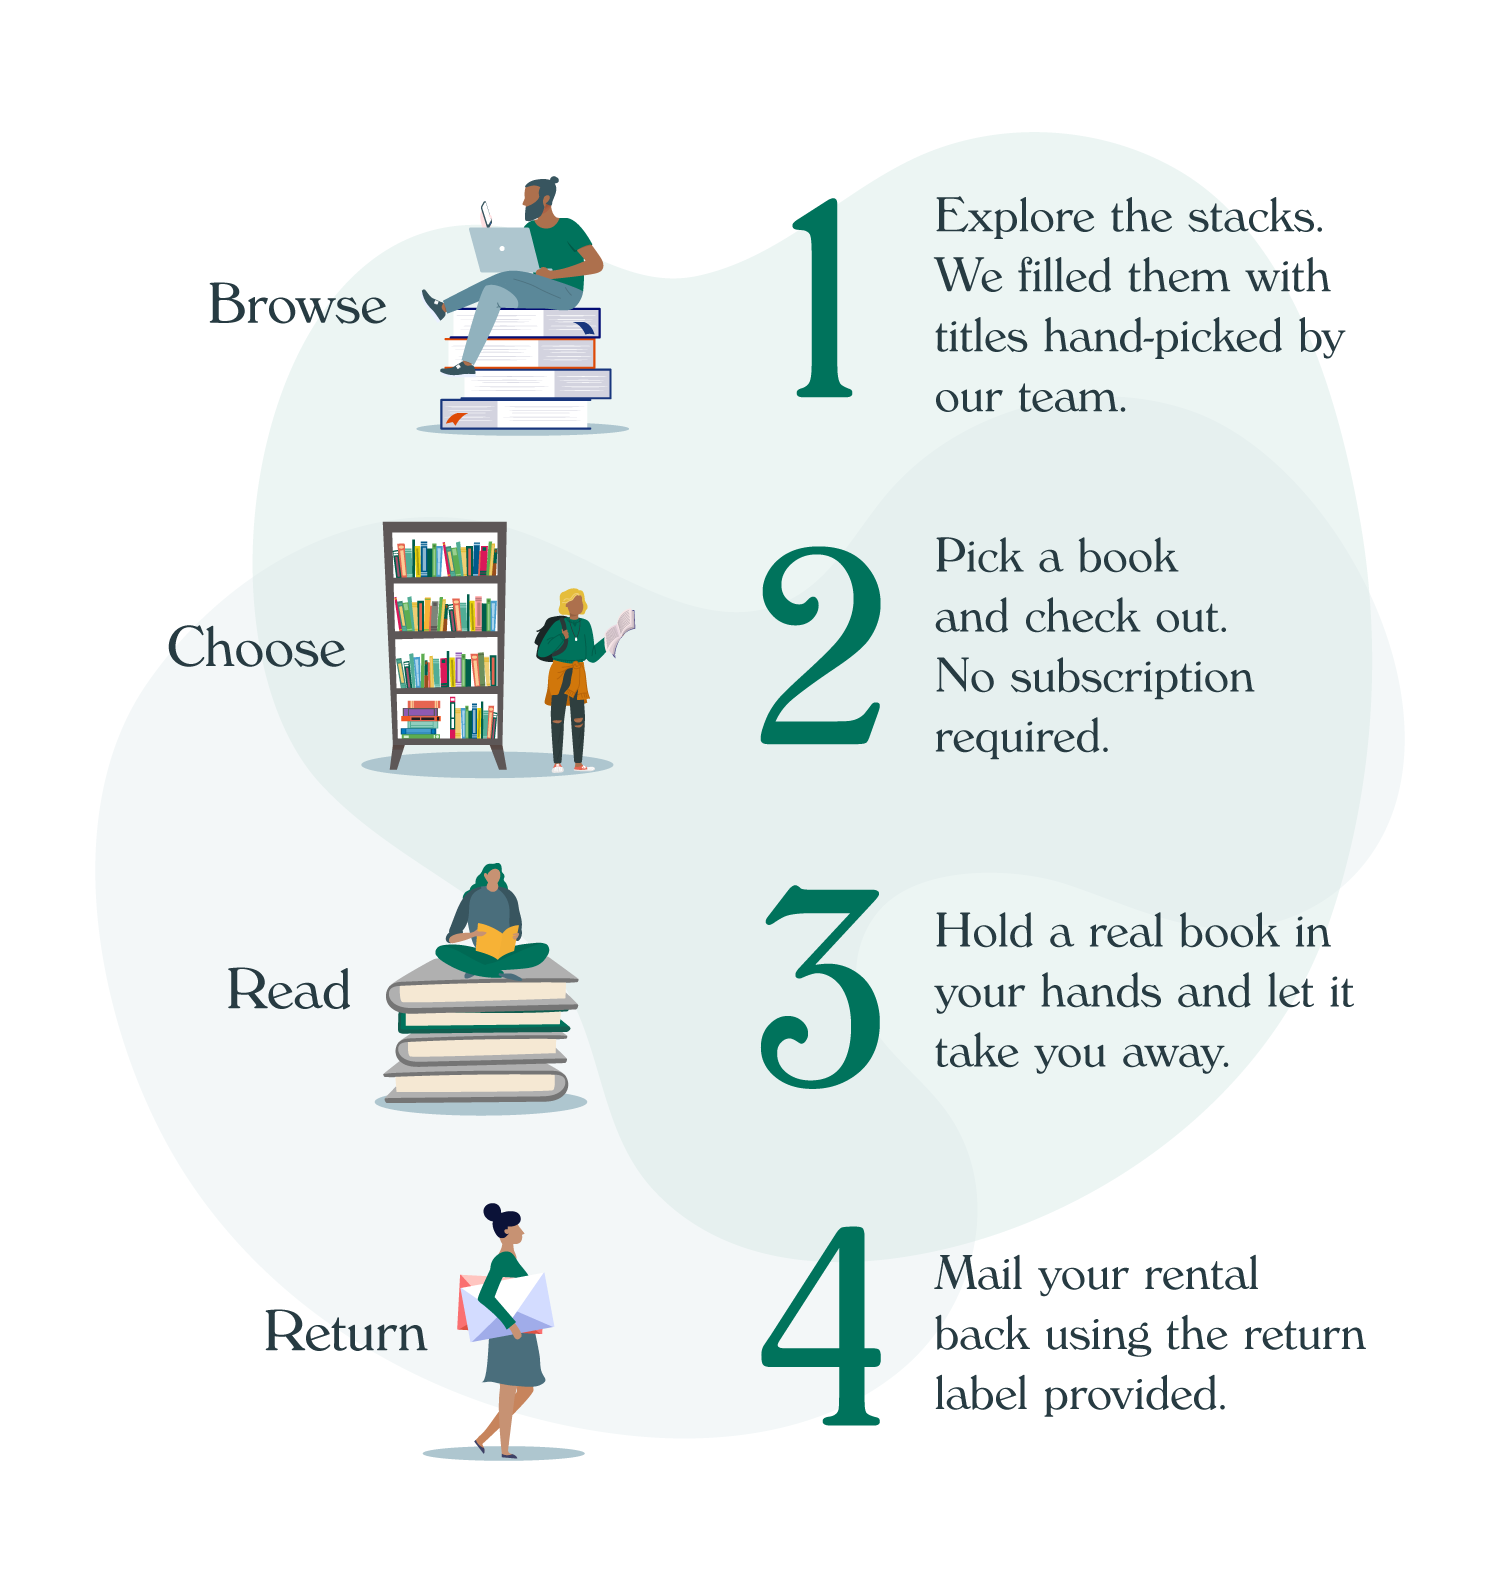 Browse
1
Explore the stacks.
We filled them with
titles hand-picked by
our team.
Choose
2
Pick a book
and check out.
No subscription
required.
Read
3
Hold a real book in
your hands and let it
take you away.
Return
4
Mail your rental
back using the return
label provided.